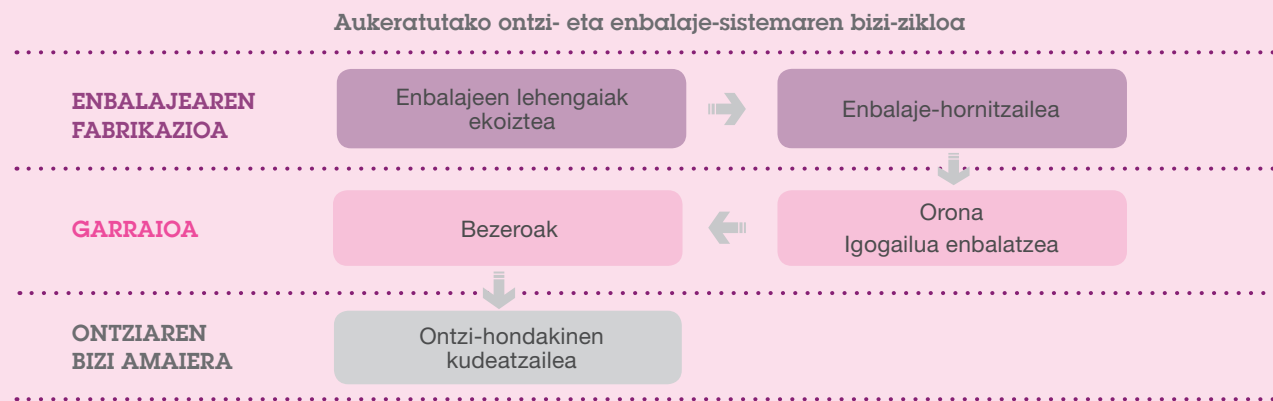 Aukeratutako ontzi- eta enbalaje-sistemaren bizi-zikloa
ENBALAJEAREN
FABRIKAZIOA
Enbalajeen lehengaiak
ekoiztea
Enbalaje-hornitzailea
GARRAIOA
Bezeroak
Orona
Igogailua enbalatzea
ONTZIAREN
BIZI AMAIERA
Ontzi-hondakinen
kudeatzailea